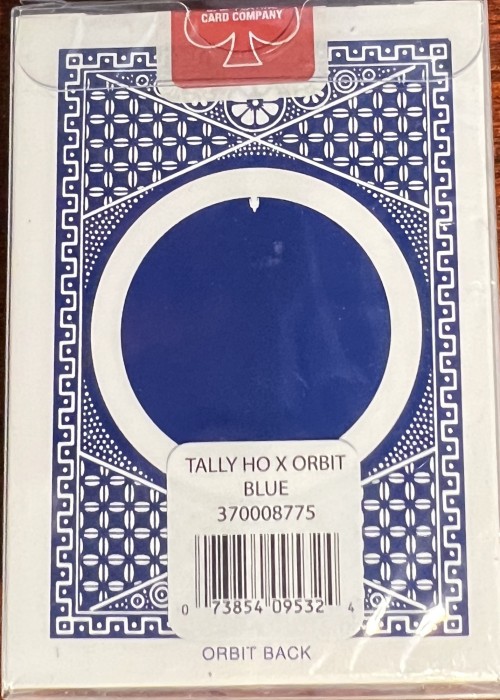 CARD COMPANY
TALLY HO X ORBIT
BLUE
370008775
0 73854 09532 4
ORBIT BACK